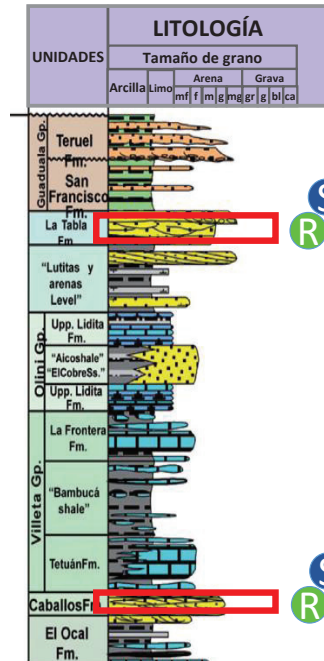 LITOLOGÍA
UNIDADES
Tamaño de grano
Arcilla
Limo
Arena
Grava
mf f m g mg gr g bl ca
Guaduala Gp.
Teruel
Fm.
San
Francisco
Fm.
La Tabla
Fm.
S
R
"Lutitas y
arenas
Level"
Olini Gp.
Upp. Lidita
Fm.
"Aicoshale"
"ElCobreSs."
Upp. Lidita
Fm.
Villeta Gp.
La Frontera
Fm.
"Bambucá
shale"
TetuánFm.
S
R
CaballosFm
El Ocal
Fm.